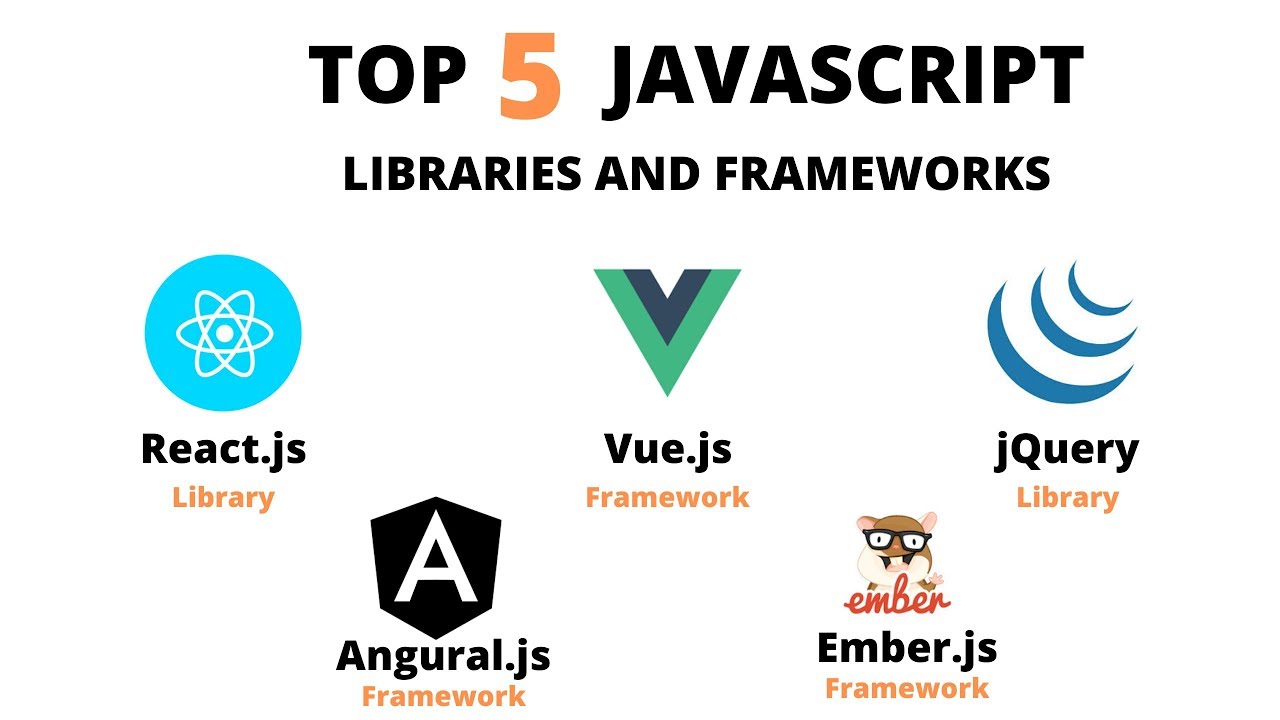 TOP 5 JAVASCRIPT
LIBRARIES AND FRAMEWORKS
React.js
Library
Vue.js
Framework
jQuery
Library
A
Angural.js
Framework
ember
Ember.js
Framework